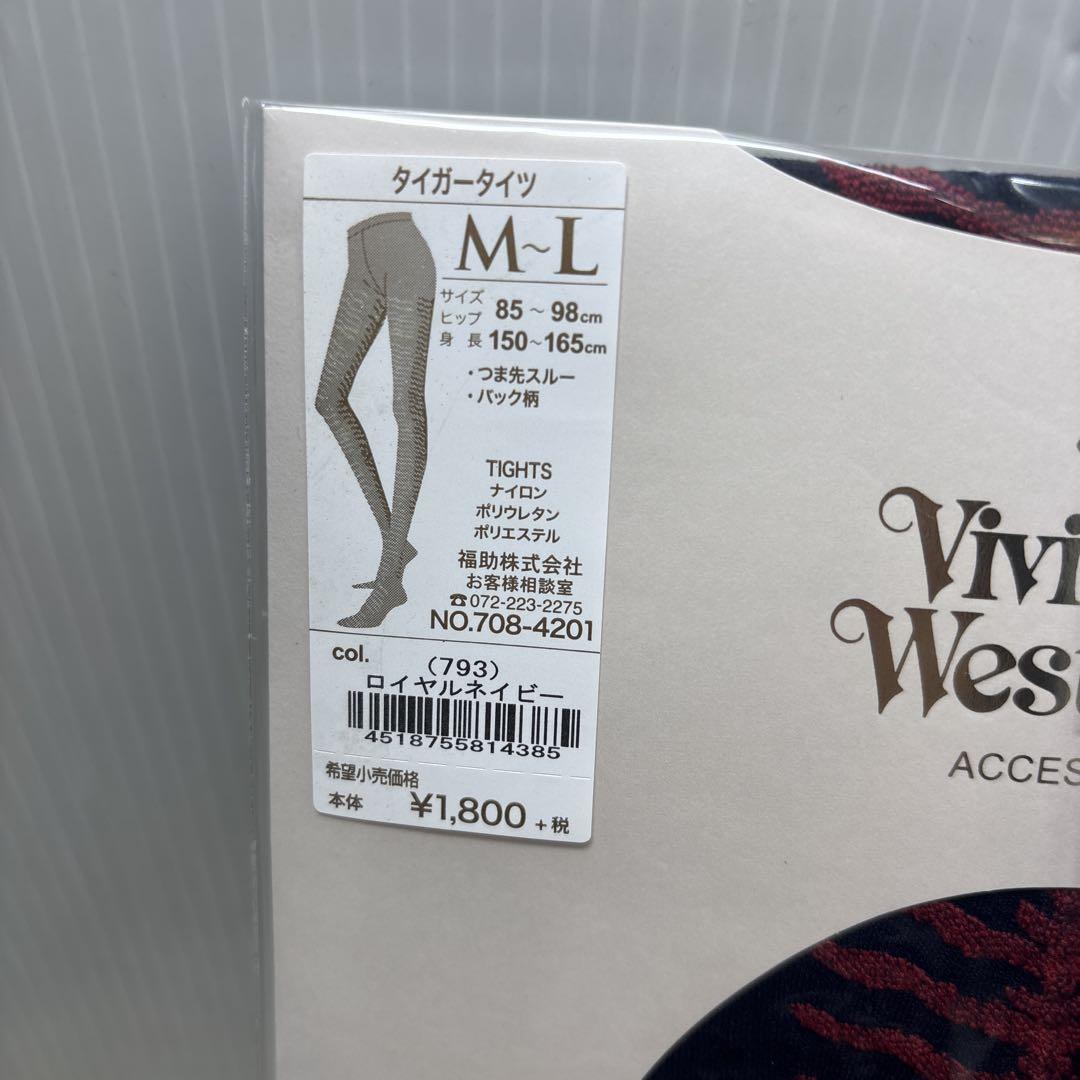 タイガータイツ
M~L
サイズ
ヒップ 85 ~ 98cm
身長 150~165cm
・つま先スルー
・バック柄
TIGHTS
ナイロン
ポリウレタン
ポリエステル
福助株式会社
お客様相談室
☎072-223-2275
NO.708-4201
col.
(793)
ロイヤルネイビー
4518755814385
希望小売価格
本体 ¥1,800 +税
Vivi
West
ACCES